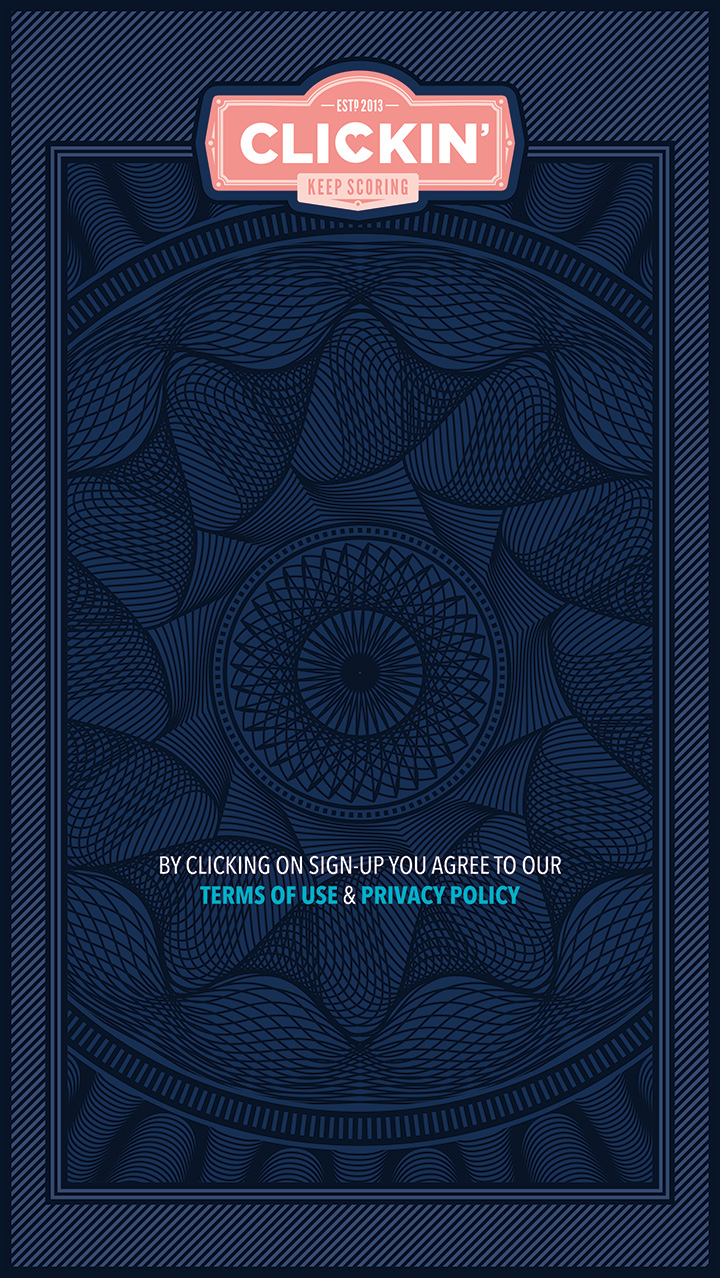 ESTD 2013
CLICKIN'
KEEP SCORING
BY CLICKING ON SIGN-UP YOU AGREE TO OUR
TERMS OF USE & PRIVACY POLICY